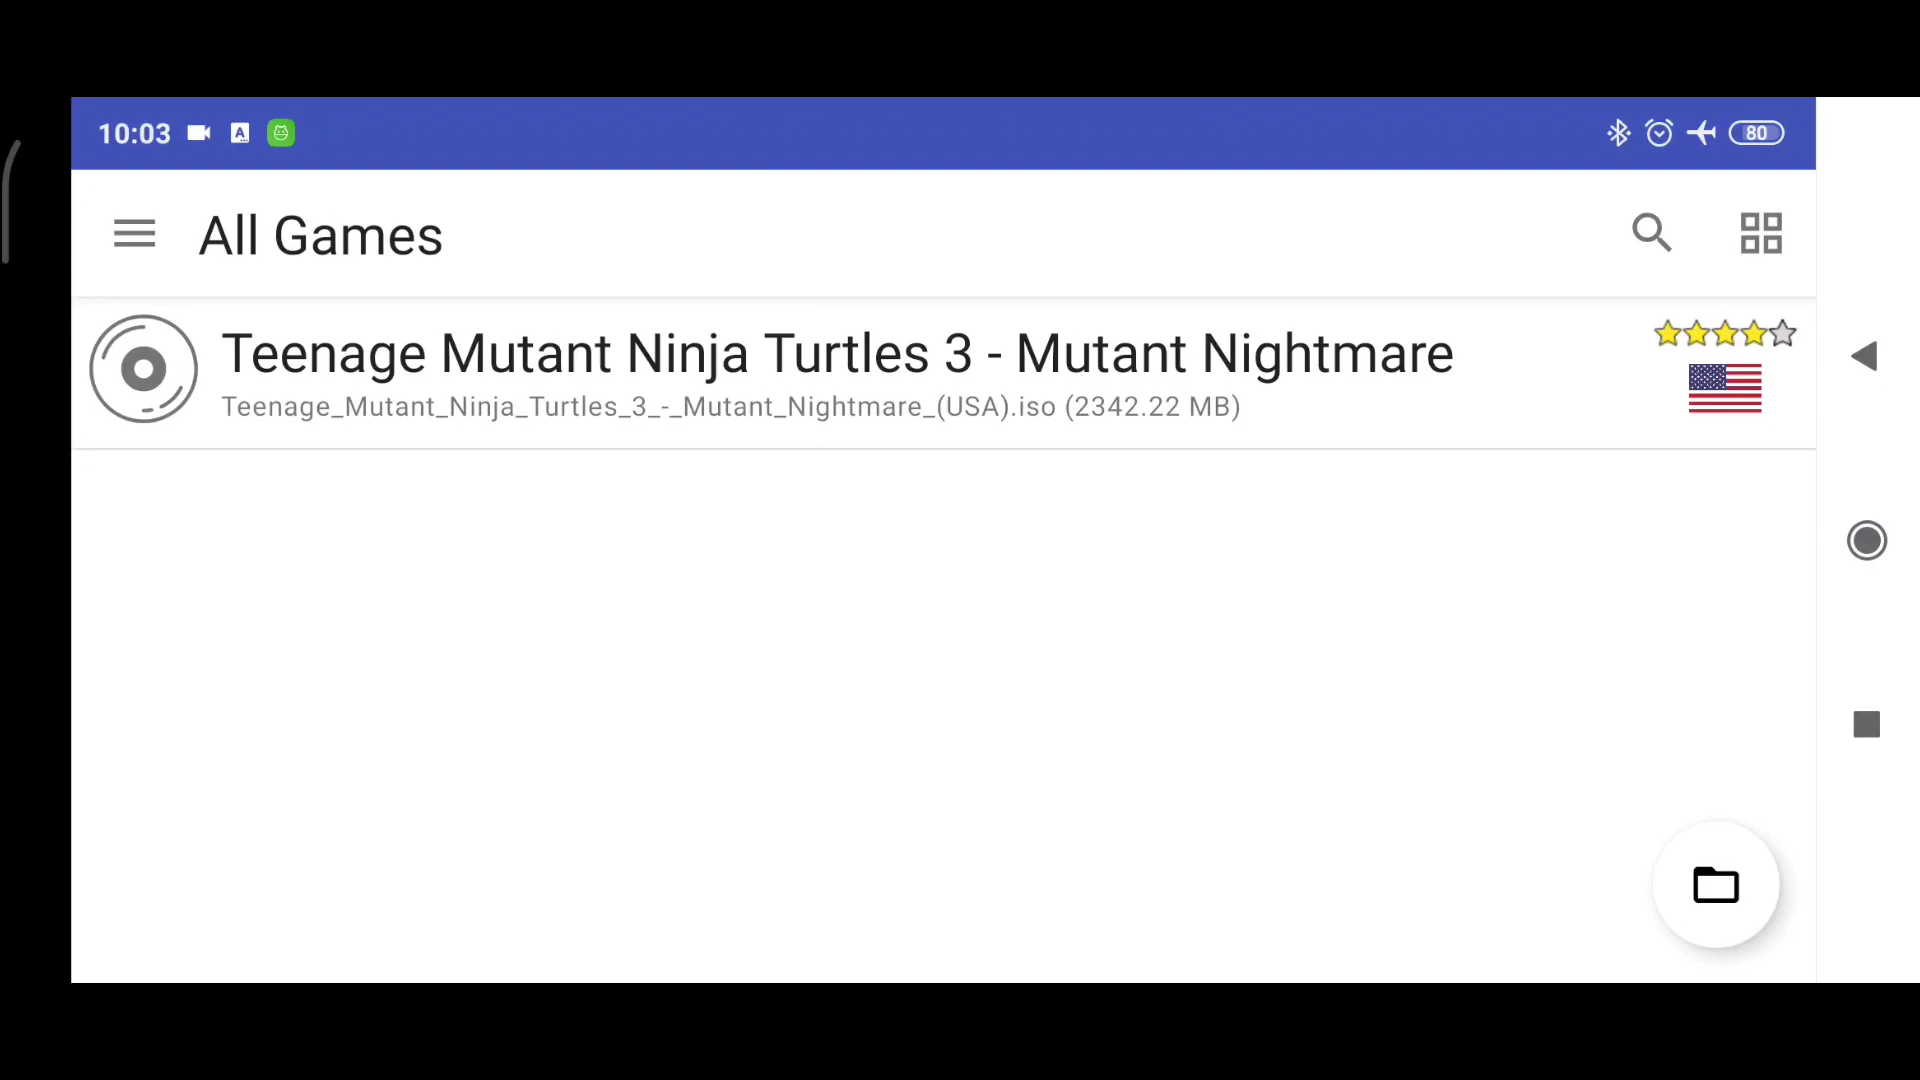 10:03
A
80
All Games
Teenage Mutant Ninja Turtles 3 - Mutant Nightmare
Teenage_Mutant_Ninja_Turtles_3_-_Mutant_Nightmare_(USA).iso (2342.22 MB)